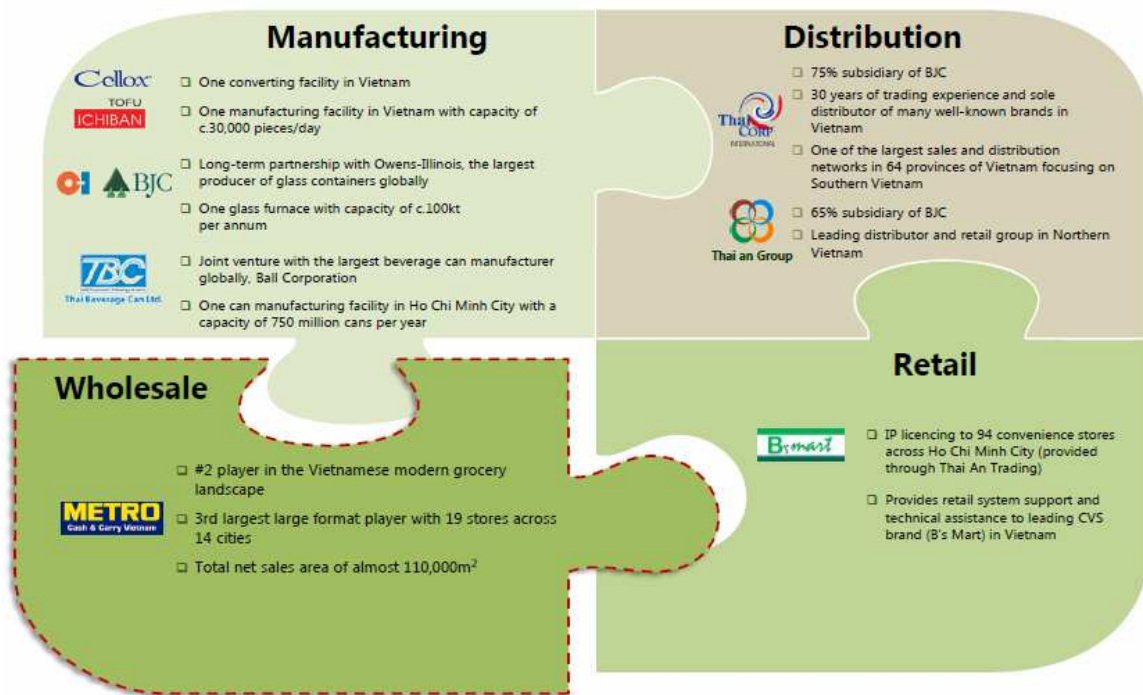 Manufacturing
Cellox
One converting facility in Vietnam
TOFU
ICHIBAN
One manufacturing facility in Vietnam with capacity of
c.30,000 pieces/day
O-I
BJC
Long-term partnership with Owens-Illinois, the largest
producer of glass containers globally
One glass furnace with capacity of c.100kt
per annum
TBC
Thai Beverage Can Ltd.
Joint venture with the largest beverage can manufacturer
globally, Ball Corporation
One can manufacturing facility in Ho Chi Minh City with a
capacity of 750 million cans per year
Distribution
75% subsidiary of BJC
Thai
CORP
INTERNATIONAL
30 years of trading experience and sole
distributor of many well-known brands in
Vietnam
One of the largest sales and distribution
networks in 64 provinces of Vietnam focusing on
Southern Vietnam
Thai an Group
65% subsidiary of BJC
Leading distributor and retail group in Northern
Vietnam
Wholesale
METRO
Cash & Carry Vietnam
#2 player in the Vietnamese modern grocery
landscape
3rd largest large format player with 19 stores across
14 cities
Total net sales area of almost 110,000m²
Retail
B's mart
IP licencing to 94 convenience stores
across Ho Chi Minh City (provided
through Thai An Trading)
Provides retail system support and
technical assistance to leading CVS
brand (B's Mart) in Vietnam